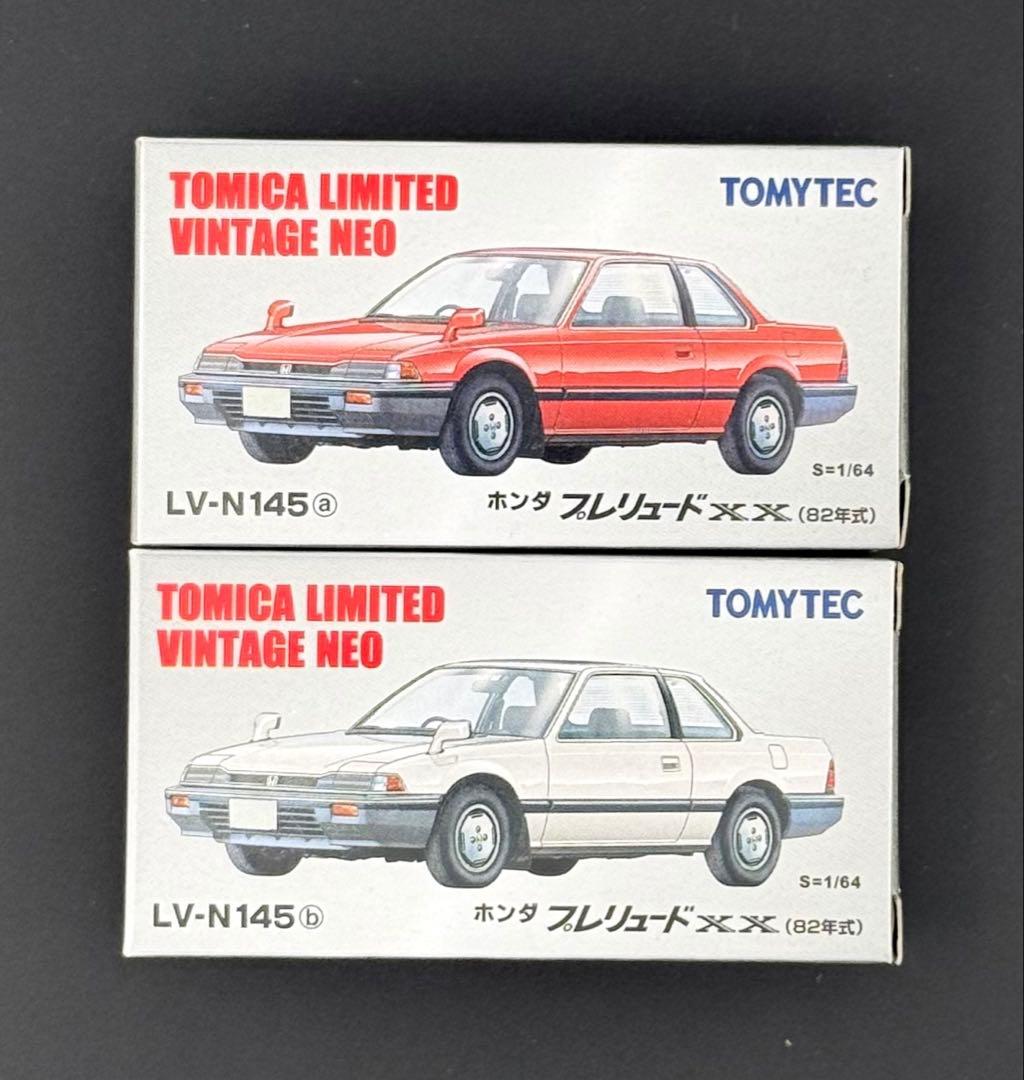 TOMICA LIMITED
VINTAGE NEO
TOMYTEC
S=1/64
LV-N145ⓐ
ホンダ プレリュードXX(82年式)
TOMICA LIMITED
VINTAGE NEO
TOMYTEC
S=1/64
LV-N145ⓑ
ホンダ プレリュードXX(82年式)